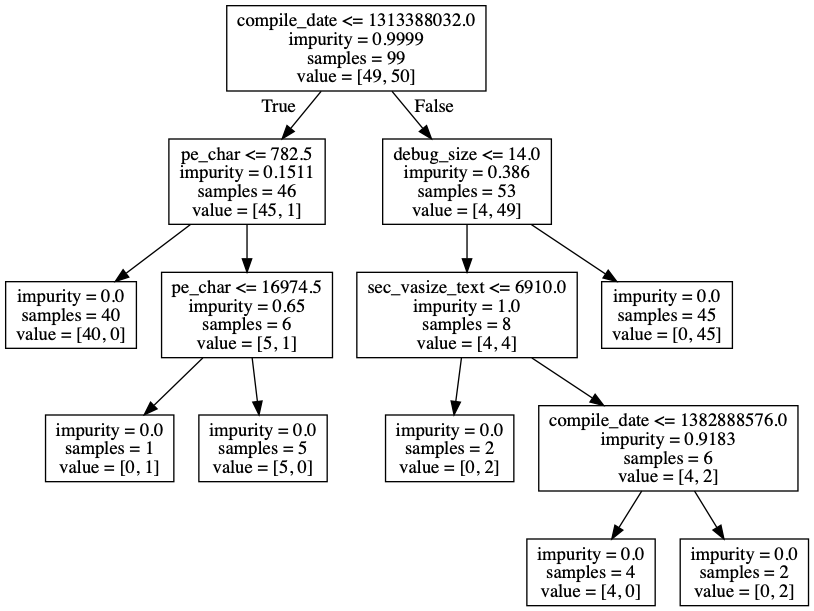 compile_date <= 1313388032.0
impurity = 0.9999
samples = 99
value = [49, 50]
True
False
pe_char <= 782.5
impurity = 0.1511
samples = 46
value = [45, 1]
debug_size <= 14.0
impurity = 0.386
samples = 53
value = [4, 49]
impurity = 0.0
samples = 40
value = [40, 0]
pe_char <= 16974.5
impurity = 0.65
samples = 6
value = [5, 1]
sec_vasize_text <= 6910.0
impurity = 1.0
samples = 8
value = [4, 4]
impurity = 0.0
samples = 45
value = [0, 45]
impurity = 0.0
samples = 1
value = [0, 1]
impurity = 0.0
samples = 5
value = [5, 0]
impurity = 0.0
samples = 2
value = [0, 2]
compile_date <= 1382888576.0
impurity = 0.9183
samples = 6
value = [4, 2]
impurity = 0.0
samples = 4
value = [4, 0]
impurity = 0.0
samples = 2
value = [0, 2]